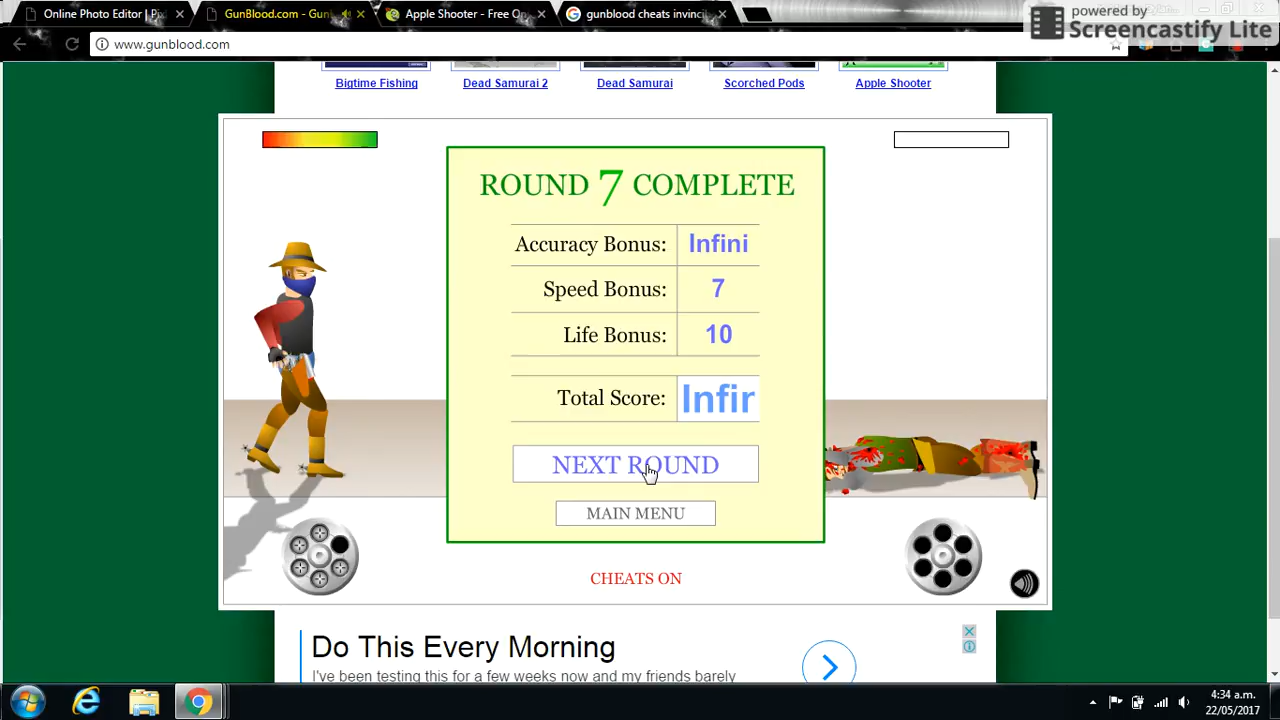 Online Photo Editor | Pix
GunBlood.com - Gun
Apple Shooter - Free On
gunblood cheats invinci
powered by
Screencastify Lite
www.gunblood.com
Bigtime Fishing
Dead Samurai 2
Dead Samurai
Scorched Pods
Apple Shooter
ROUND 7 COMPLETE
Accuracy Bonus: Infini
Speed Bonus: 7
Life Bonus: 10
Total Score: Infir
NEXT ROUND
MAIN MENU
CHEATS ON
Do This Every Morning
I've been testing this for a few weeks now and my friends barely
4:34 a.m.
22/05/2017